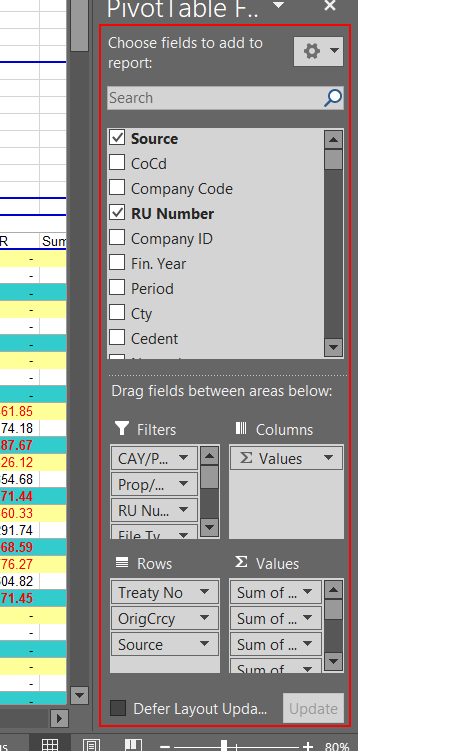 PivotTable F..
Choose fields to add to
report:
Search
Source
CoCd
Company Code
RU Number
Company ID
Fin. Year
Period
Cty
Cedent
Drag fields between areas below:
Filters
Columns
CAY/P...
Prop/...
RU Nu...
File Ty
Σ Values
Rows
Σ Values
Treaty No
OrigCrcy
Source
Sum of ...
Sum of ...
Sum of ...
Sum of
Defer Layout Upda...
Update
R
Sum
-
-
-
-
-
-
-
-
-
61.85
74.18
87.67
26.12
354.68
71.44
60.33
291.74
68.59
76.27
604.82
71.45
-
-
-
-
-
-
80%